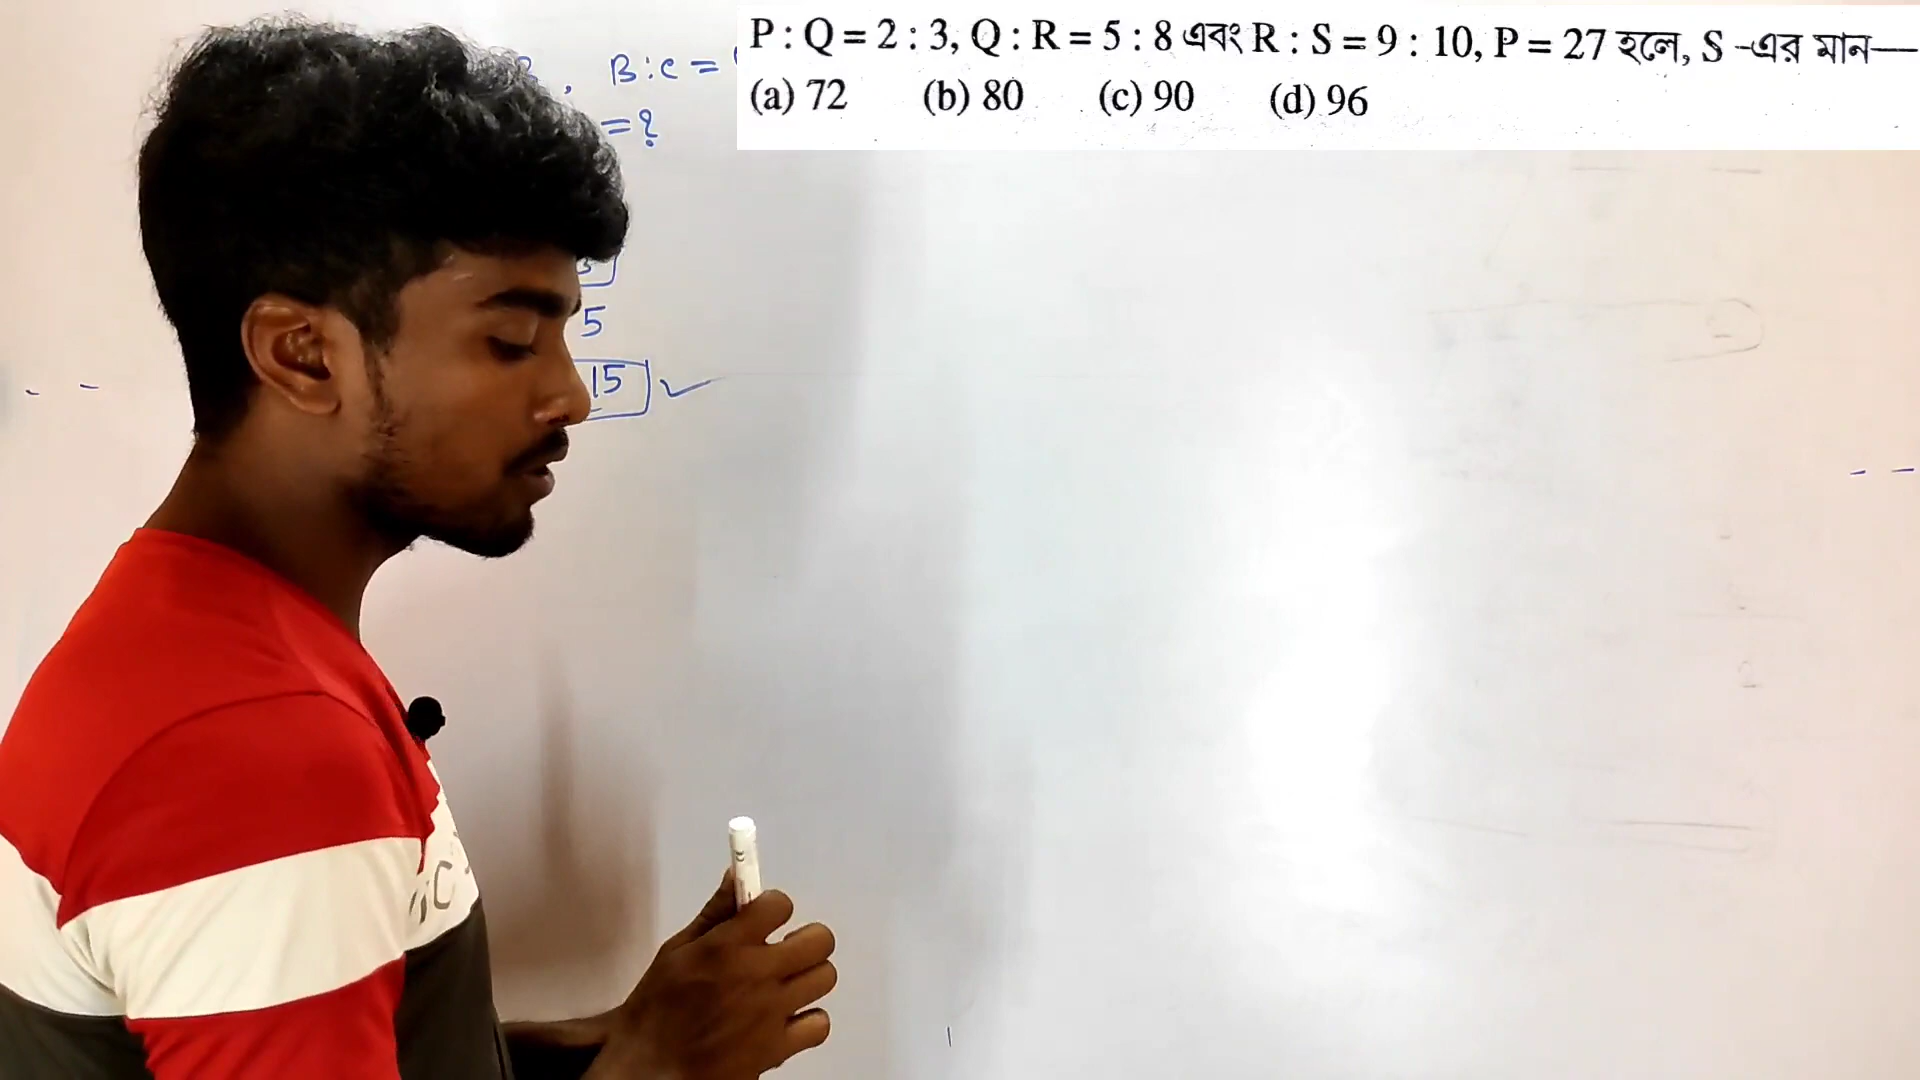 P : Q = 2 : 3, Q : R = 5 : 8 এবং R : S = 9 : 10, P = 27 হলে, S -এর মান—
(a) 72 (b) 80 (c) 90 (d) 96
, B:C =
= ?
5
15